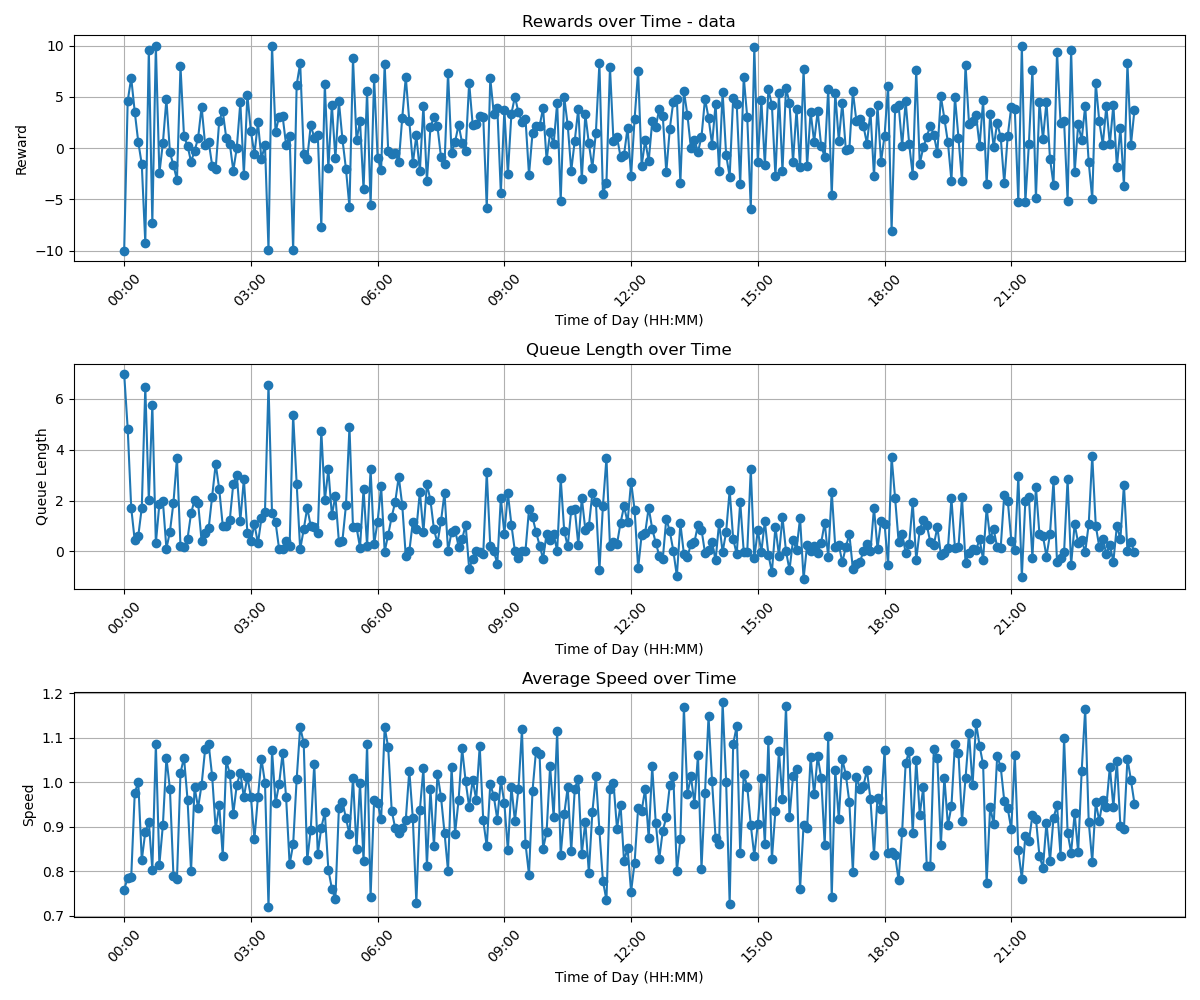 Rewards over Time - data
10
5
0
−5
−10
Reward
00:00 03:00 06:00 09:00 12:00 15:00 18:00 21:00
Time of Day (HH:MM)
Queue Length over Time
6
4
2
0
Queue Length
00:00 03:00 06:00 09:00 12:00 15:00 18:00 21:00
Time of Day (HH:MM)
Average Speed over Time
1.2
1.1
1.0
0.9
0.8
0.7
Speed
00:00 03:00 06:00 09:00 12:00 15:00 18:00 21:00
Time of Day (HH:MM)